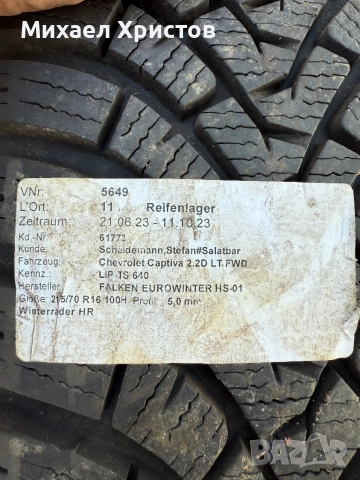 Михаел Христов
VNr: 5649
L'Ort: 11 Reifenlager
Zeitraum: 21.06.23 - 11.10.23
Kd.-Nr 61773
Kunde: Scheidemann,Stefan#Salatbar
Fahrzeug: Chevrolet Captiva 2.2D LT FWD
Kennz.: LIP TS 640
Hersteller: FALKEN EUROWINTER HS-01
Größe: 215/70 R16 100H Profil: 5,0 mm
Winterräder HR
BAZAR